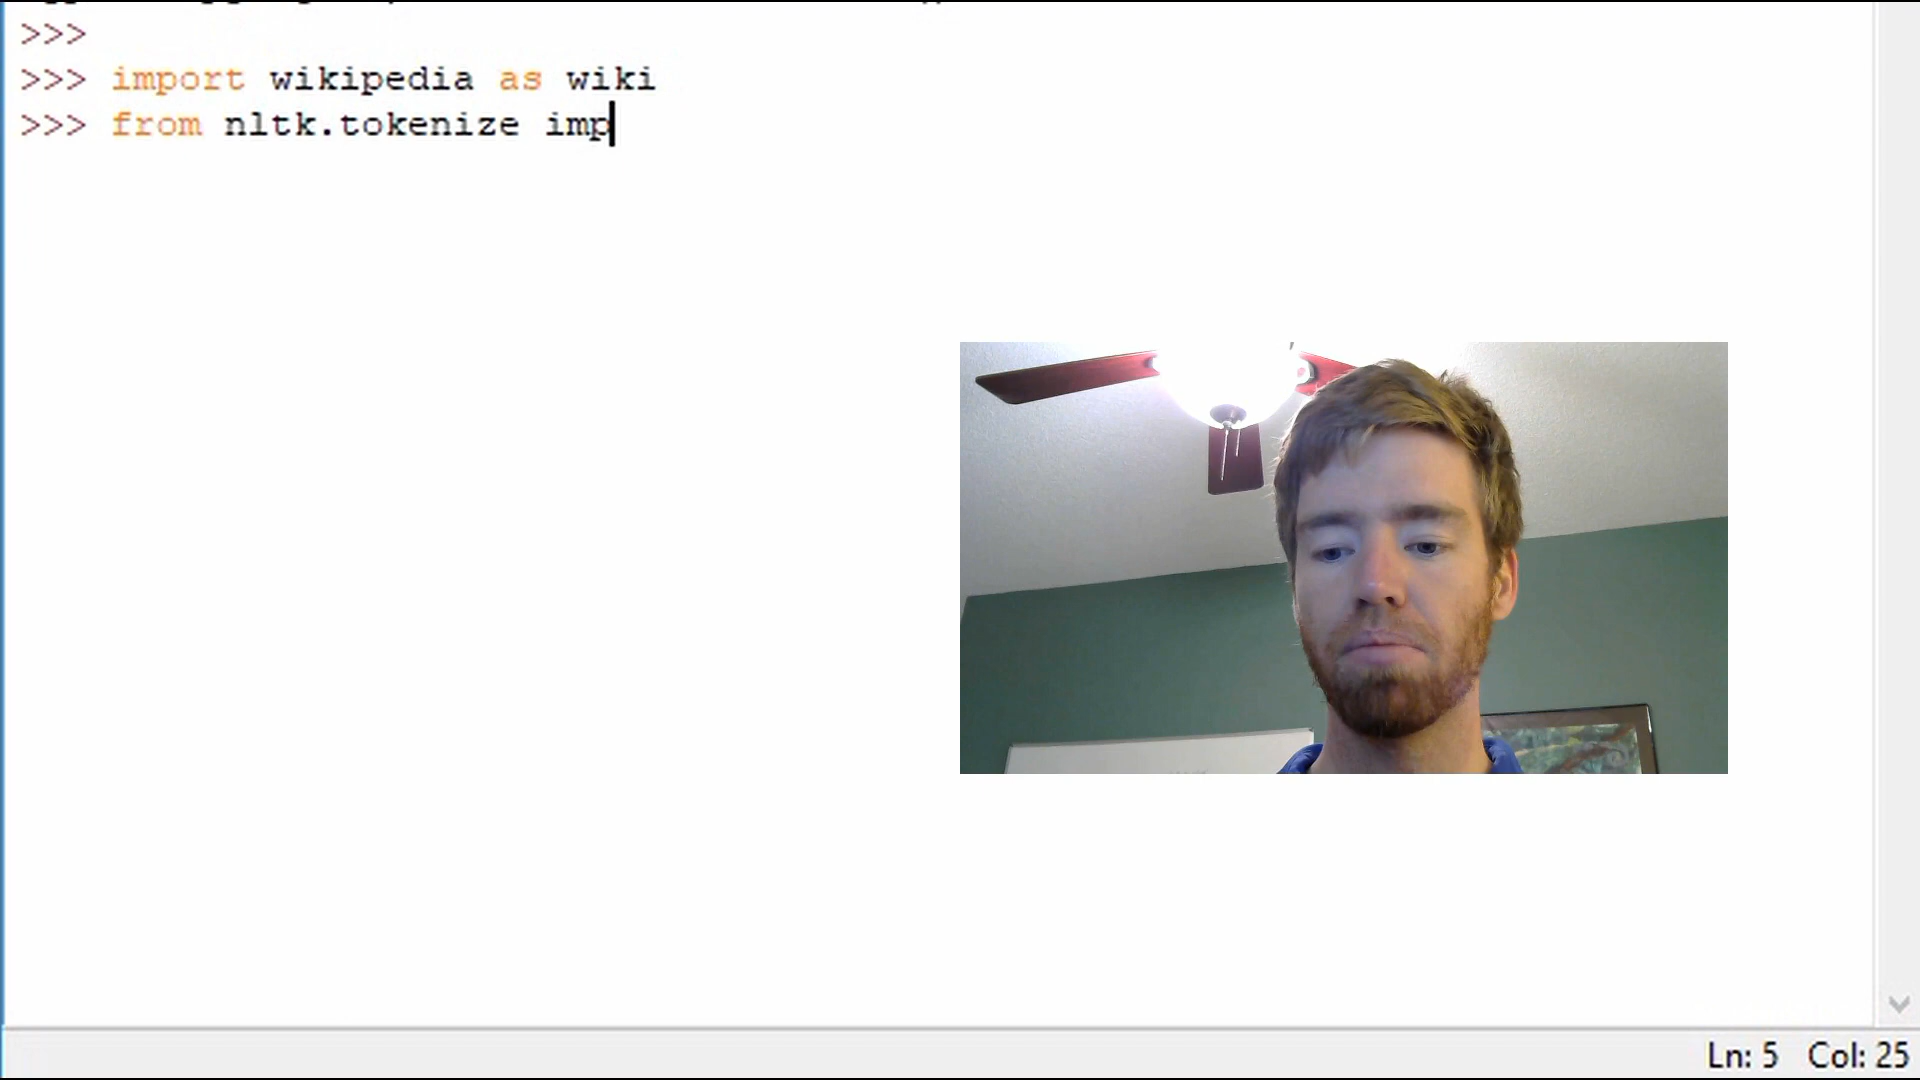 >>>
>>> import wikipedia as wiki
>>> from nltk.tokenize imp
Ln: 5 Col: 25